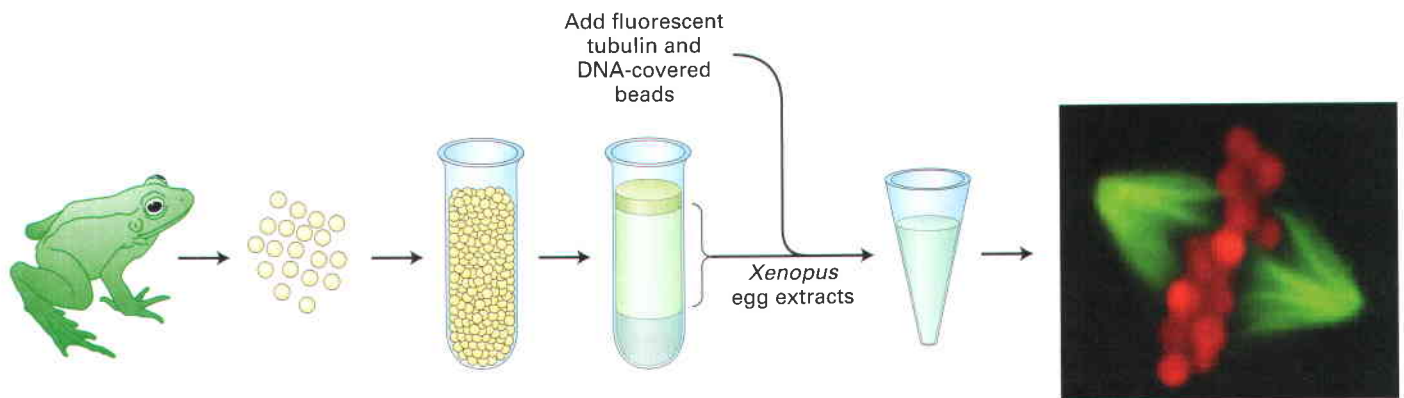 Add fluorescent
tubulin and
DNA-covered
beads
Xenopus
egg extracts